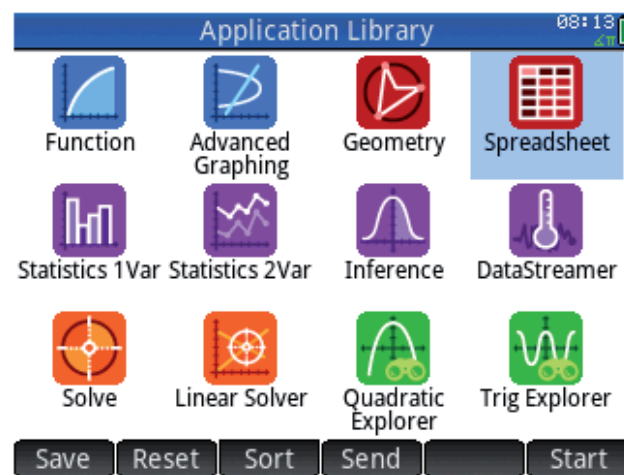 Application Library 08:13
∡π
Function Advanced Graphing Geometry Spreadsheet
Statistics 1Var Statistics 2Var Inference DataStreamer
Solve Linear Solver Quadratic Explorer Trig Explorer
Save Reset Sort Send Start